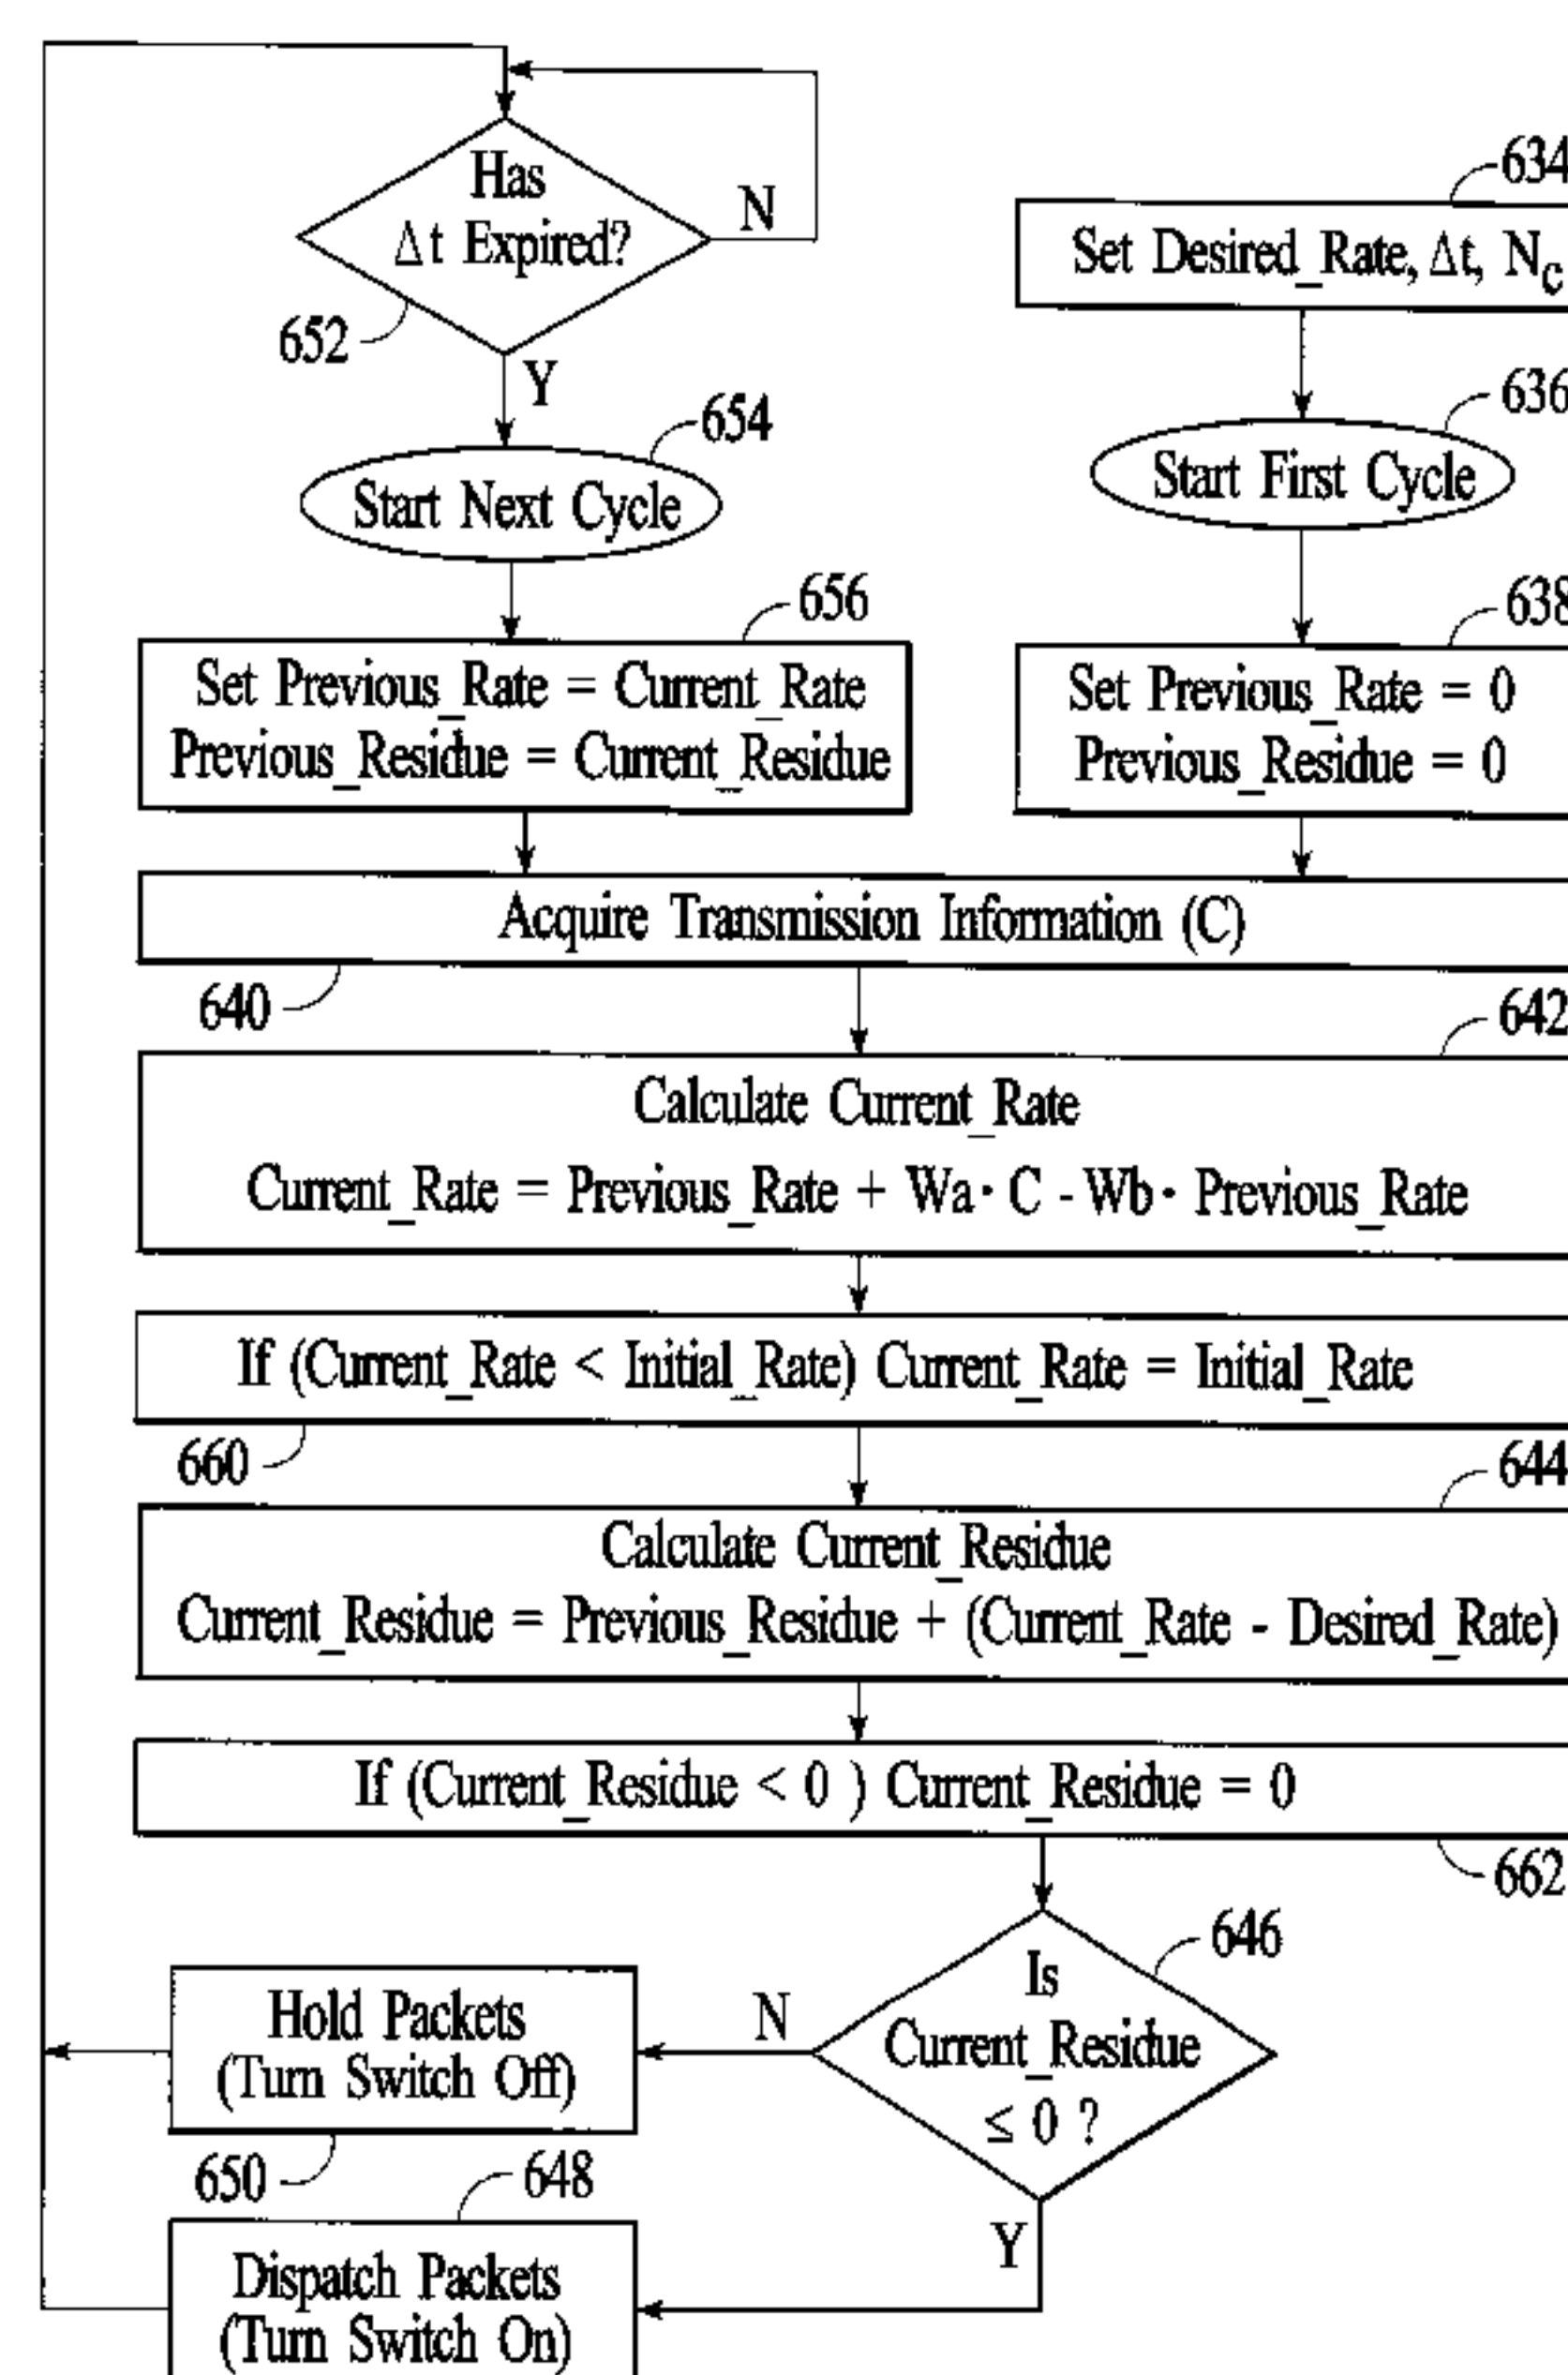 Has
Δt Expired?
N
652
Y
654
Start Next Cycle
656
Set Previous_Rate = Current_Rate
Previous_Residue = Current_Residue
634
Set Desired_Rate, Δt, Nc
636
Start First Cycle
638
Set Previous_Rate = 0
Previous_Residue = 0
Acquire Transmission Information (C)
640
642
Calculate Current_Rate
Current_Rate = Previous_Rate + Wa· C - Wb· Previous_Rate
If (Current_Rate < Initial_Rate) Current_Rate = Initial_Rate
660
644
Calculate Current_Residue
Current_Residue = Previous_Residue + (Current_Rate - Desired_Rate)
If (Current_Residue < 0 ) Current_Residue = 0
662
646
Is
Current_Residue
≤ 0 ?
N
Hold Packets
(Turn Switch Off)
650
648
Y
Dispatch Packets
(Turn Switch On)